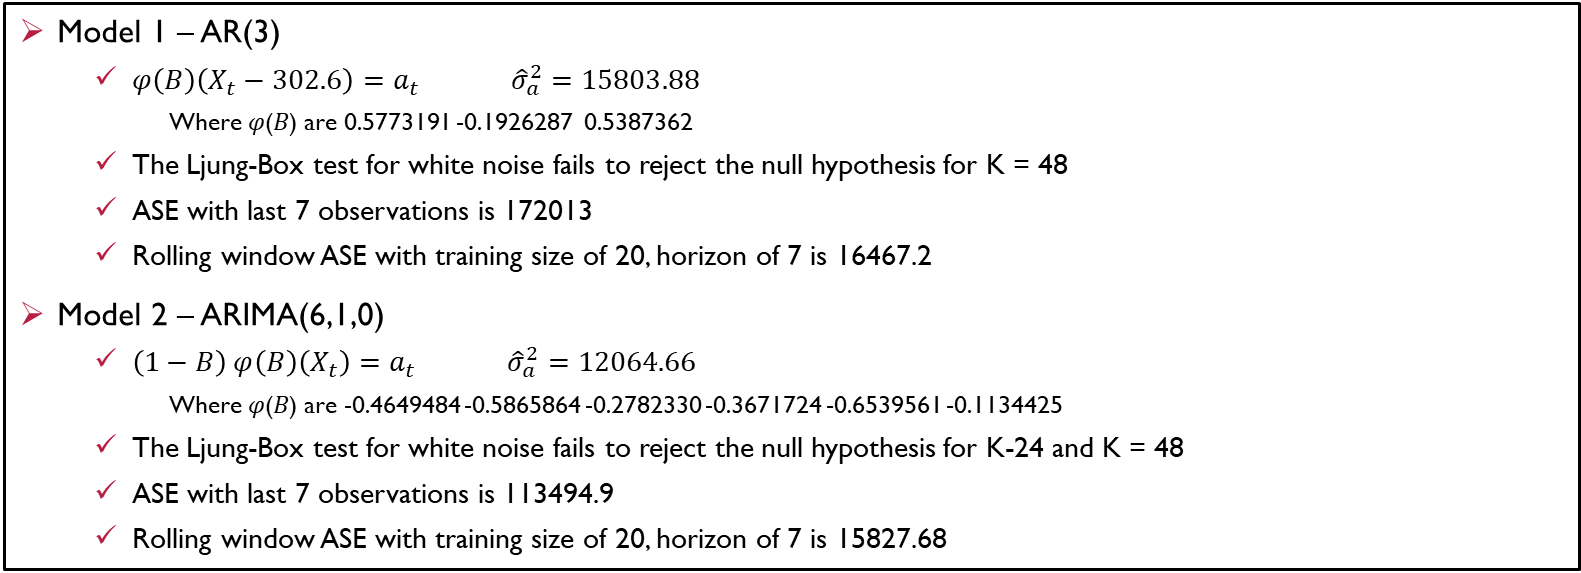 Model 1 – AR(3)
φ(B)(Xₜ − 302.6) = aₜ σ̂ₐ² = 15803.88
Where φ(B) are 0.5773191 -0.1926287 0.5387362
The Ljung-Box test for white noise fails to reject the null hypothesis for K = 48
ASE with last 7 observations is 172013
Rolling window ASE with training size of 20, horizon of 7 is 16467.2
Model 2 – ARIMA(6,1,0)
(1 − B) φ(B)(Xₜ) = aₜ σ̂ₐ² = 12064.66
Where φ(B) are -0.4649484 -0.5865864 -0.2782330 -0.3671724 -0.6539561 -0.1134425
The Ljung-Box test for white noise fails to reject the null hypothesis for K-24 and K = 48
ASE with last 7 observations is 113494.9
Rolling window ASE with training size of 20, horizon of 7 is 15827.68